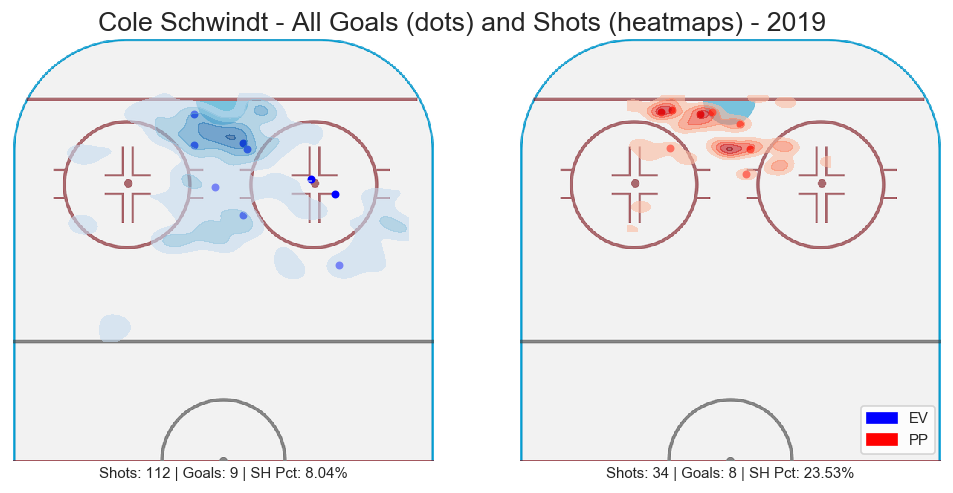 Cole Schwindt - All Goals (dots) and Shots (heatmaps) - 2019
EV
PP
Shots: 112 | Goals: 9 | SH Pct: 8.04%
Shots: 34 | Goals: 8 | SH Pct: 23.53%